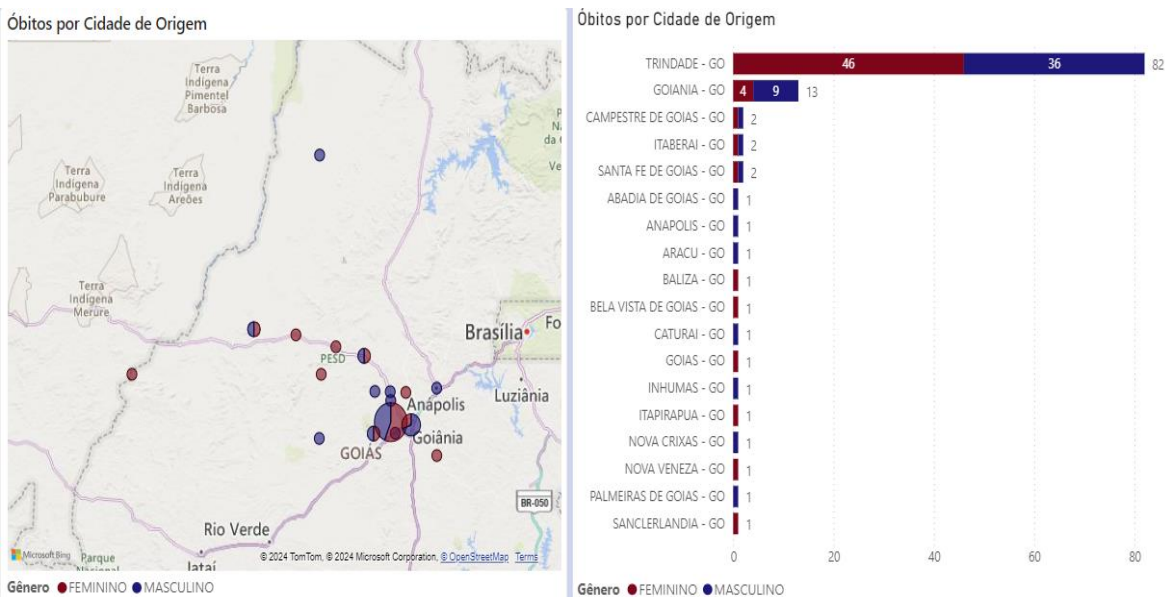 Óbitos por Cidade de Origem
Terra
Indígena
Pimentel
Barbosa
Terra
Indígena
Parabubure
Terra
Indígena
Areões
Terra
Indígena
Merure
Brasília
Fo
PESD
Luziânia
Anápolis
Goiânia
GOIÁS
BR-050
Rio Verde
Jataí
Parque
Microsoft Bing
© 2024 TomTom, © 2024 Microsoft Corporation, © OpenStreetMap Terms
Gênero FEMININO MASCULINO
Óbitos por Cidade de Origem
TRINDADE - GO 46 36 82
GOIANIA - GO 4 9 13
CAMPESTRE DE GOIAS - GO 2
ITABERAI - GO 2
SANTA FE DE GOIAS - GO 2
ABADIA DE GOIAS - GO 1
ANAPOLIS - GO 1
ARACU - GO 1
BALIZA - GO 1
BELA VISTA DE GOIAS - GO 1
CATURAI - GO 1
GOIAS - GO 1
INHUMAS - GO 1
ITAPIRAPUA - GO 1
NOVA CRIXAS - GO 1
NOVA VENEZA - GO 1
PALMEIRAS DE GOIAS - GO 1
SANCLERLANDIA - GO 1
0 20 40 60 80
Gênero FEMININO MASCULINO